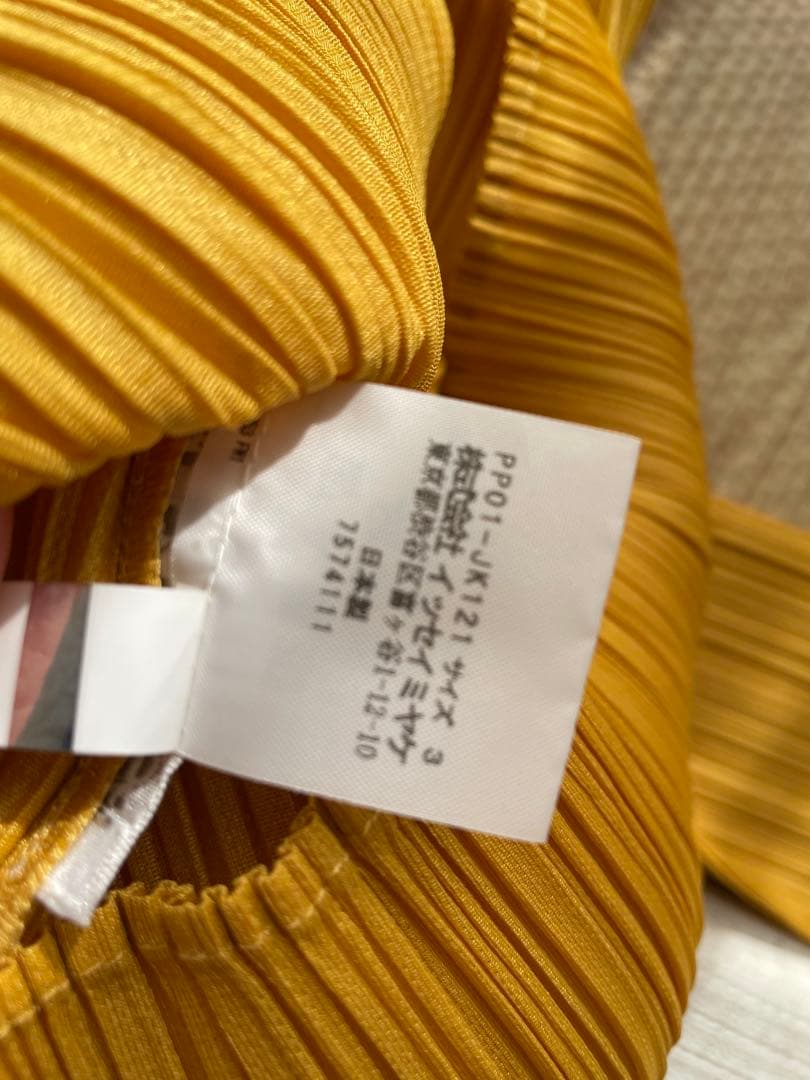 PP01-JK121 サイズ 3
株式会社 イッセイ ミヤケ
東京都渋谷区富ヶ谷1-12-10
日本製
7574111